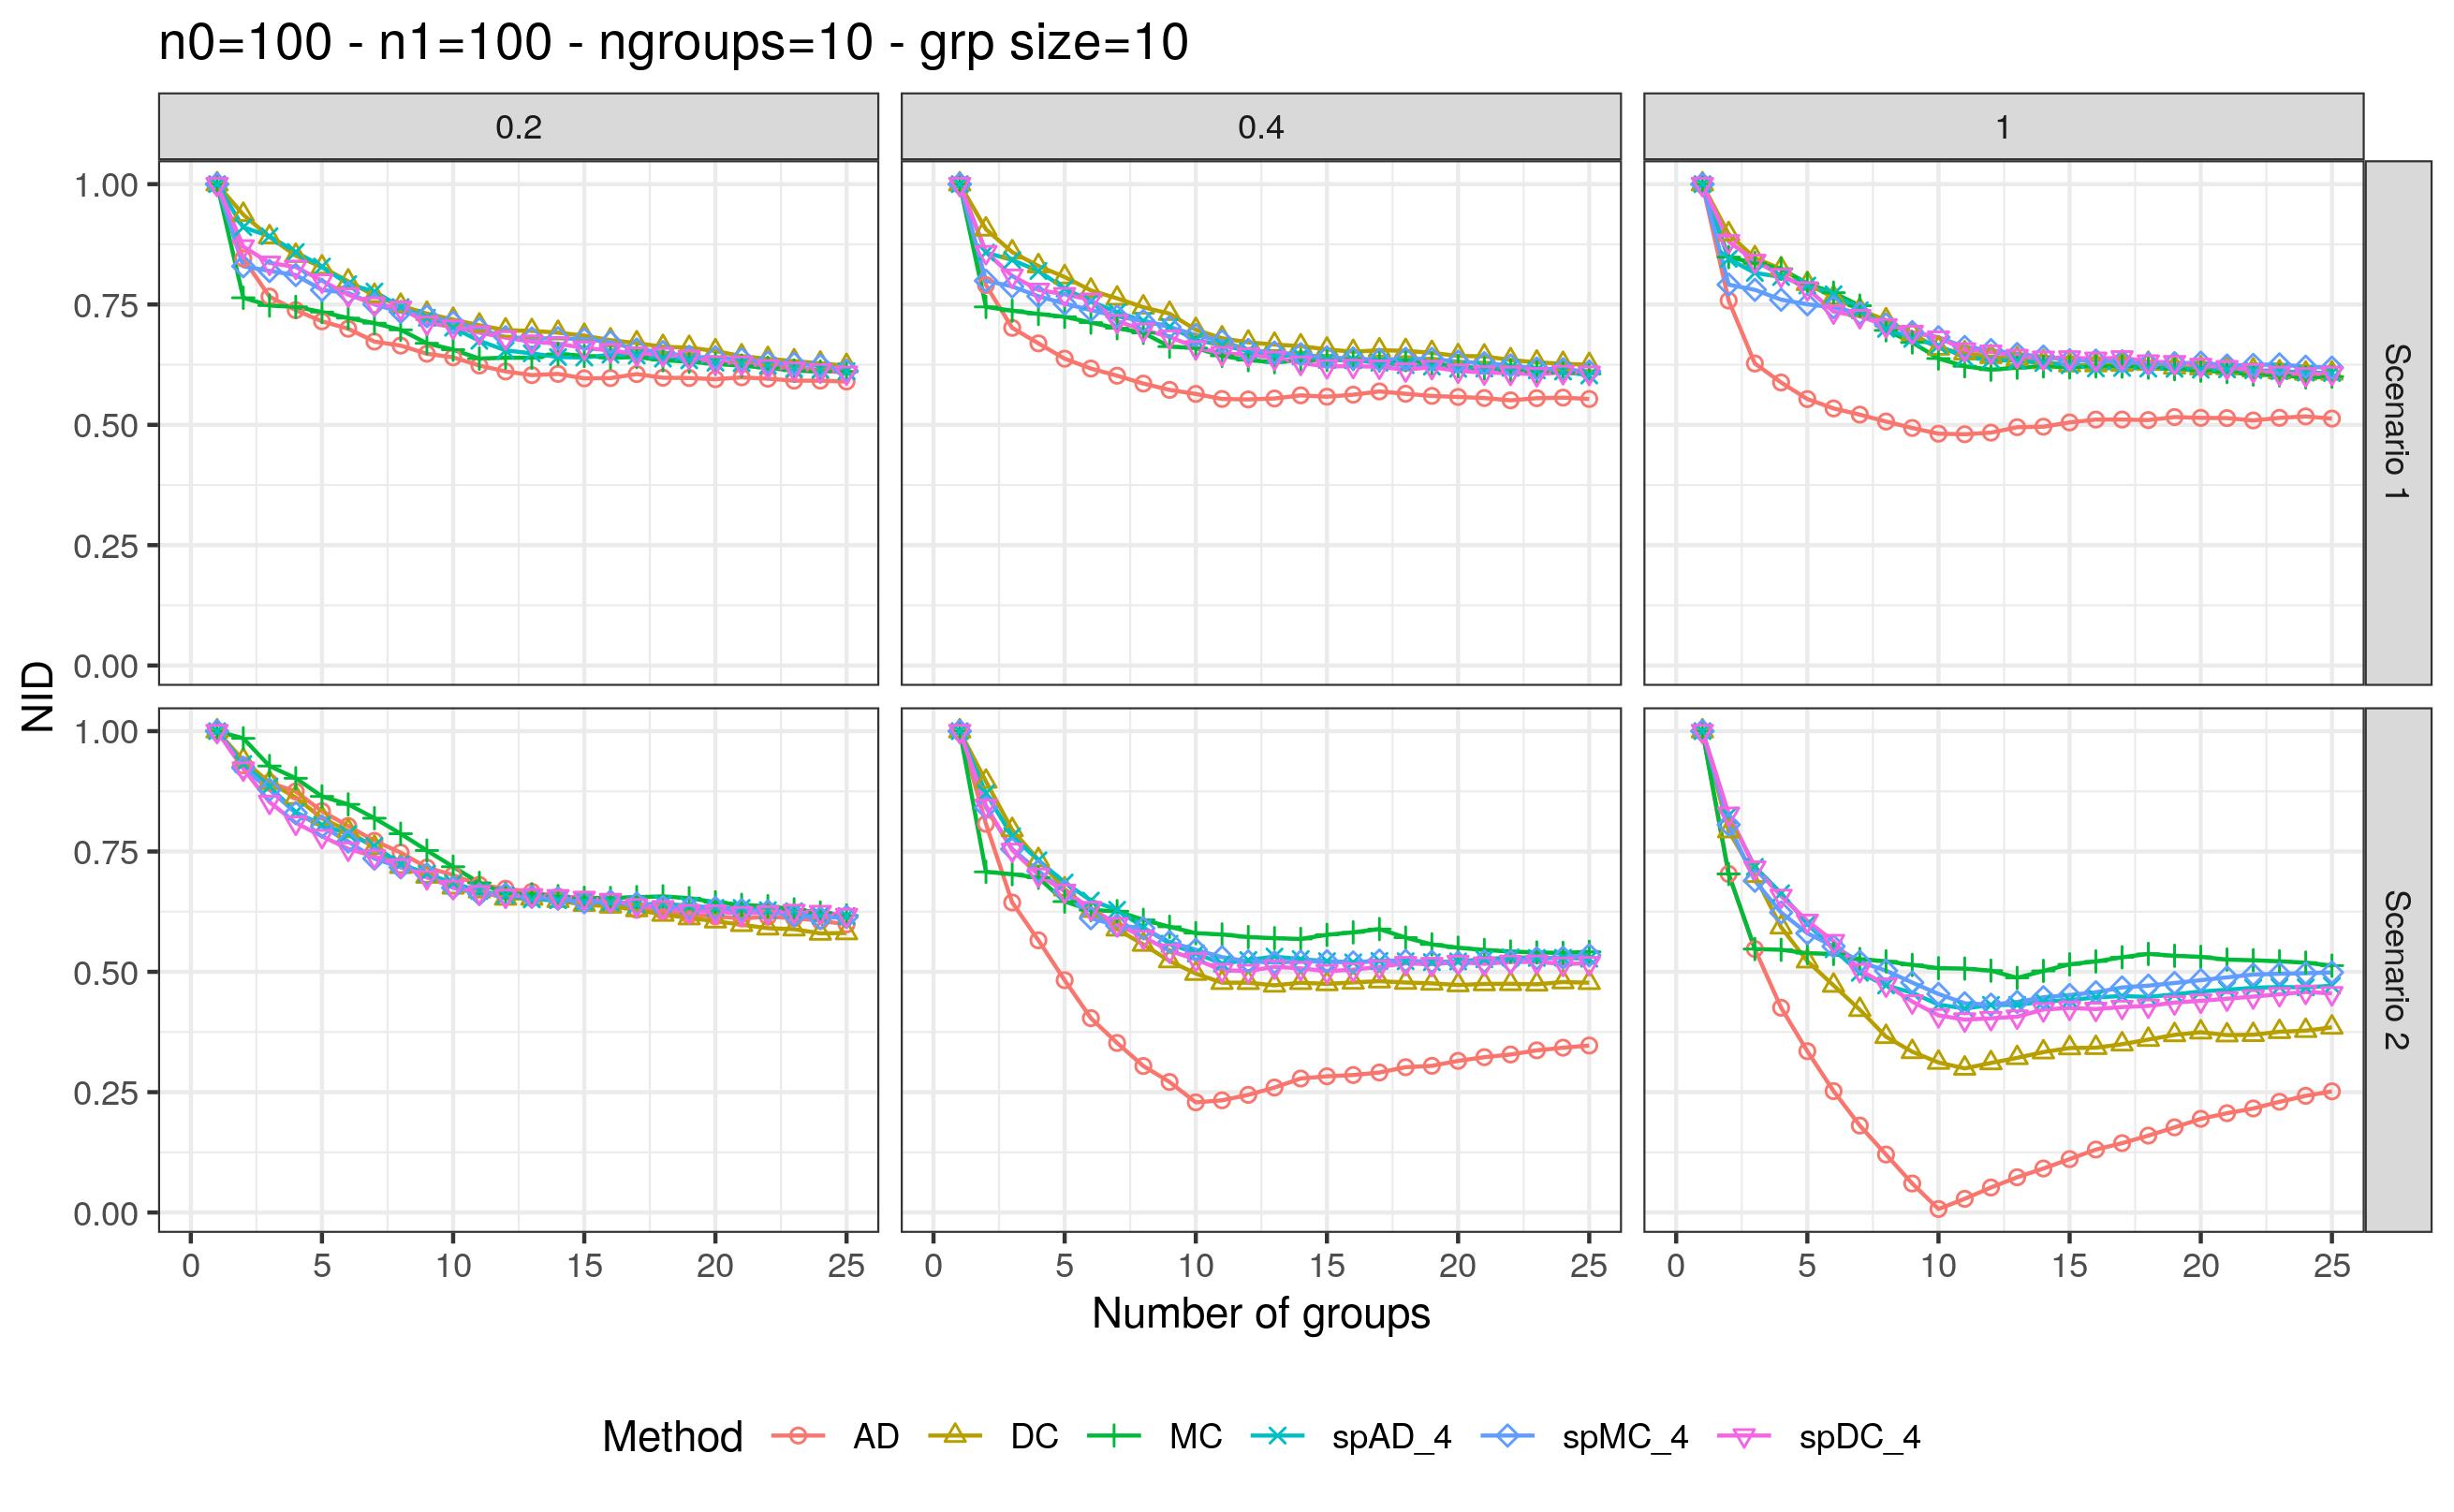 n0=100 - n1=100 - ngroups=10 - grp size=10
0.2 0.4 1
1.00
0.75
0.50
0.25
0.00
Scenario 1
NID
1.00
0.75
0.50
0.25
0.00
Scenario 2
0 5 10 15 20 25 0 5 10 15 20 25 0 5 10 15 20 25
Number of groups
Method AD DC MC spAD_4 spMC_4 spDC_4